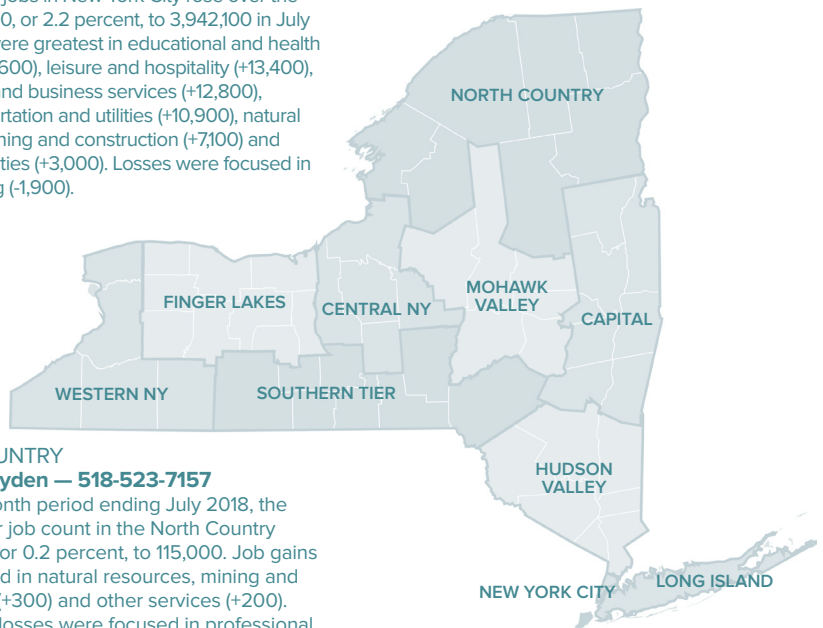 jobs in New York City rose over the
0, or 2.2 percent, to 3,942,100 in July
were greatest in educational and health
600), leisure and hospitality (+13,400),
and business services (+12,800),
rtation and utilities (+10,900), natural
ning and construction (+7,100) and
ties (+3,000). Losses were focused in
g (-1,900).
NORTH COUNTRY
MOHAWK
VALLEY
FINGER LAKES
CENTRAL NY
CAPITAL
WESTERN NY
SOUTHERN TIER
HUDSON
VALLEY
NEW YORK CITY
LONG ISLAND
UNTRY
yden — 518-523-7157
onth period ending July 2018, the
r job count in the North Country
or 0.2 percent, to 115,000. Job gains
d in natural resources, mining and
(+300) and other services (+200).
losses were focused in professional